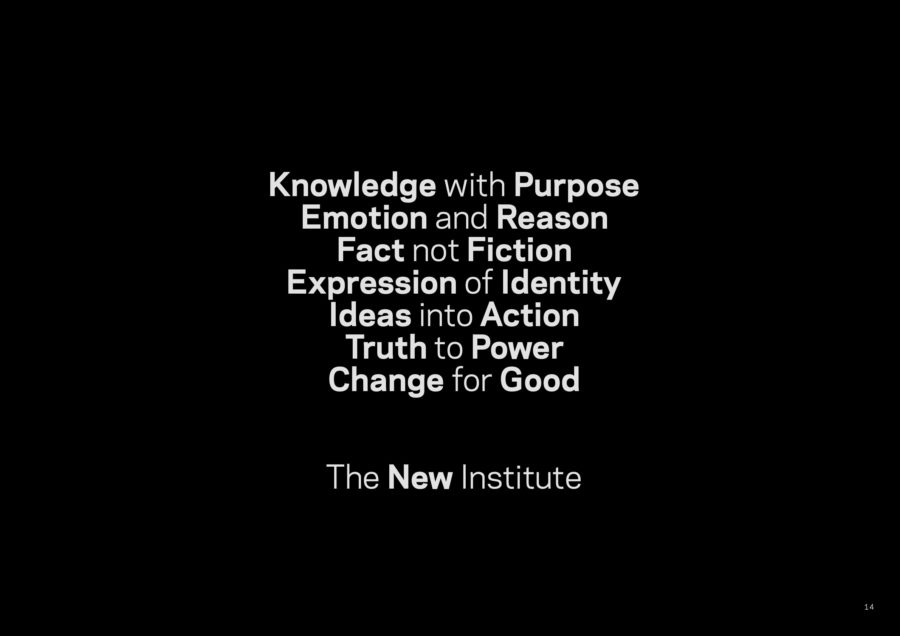 Knowledge with Purpose
Emotion and Reason
Fact not Fiction
Expression of Identity
Ideas into Action
Truth to Power
Change for Good
The New Institute
14